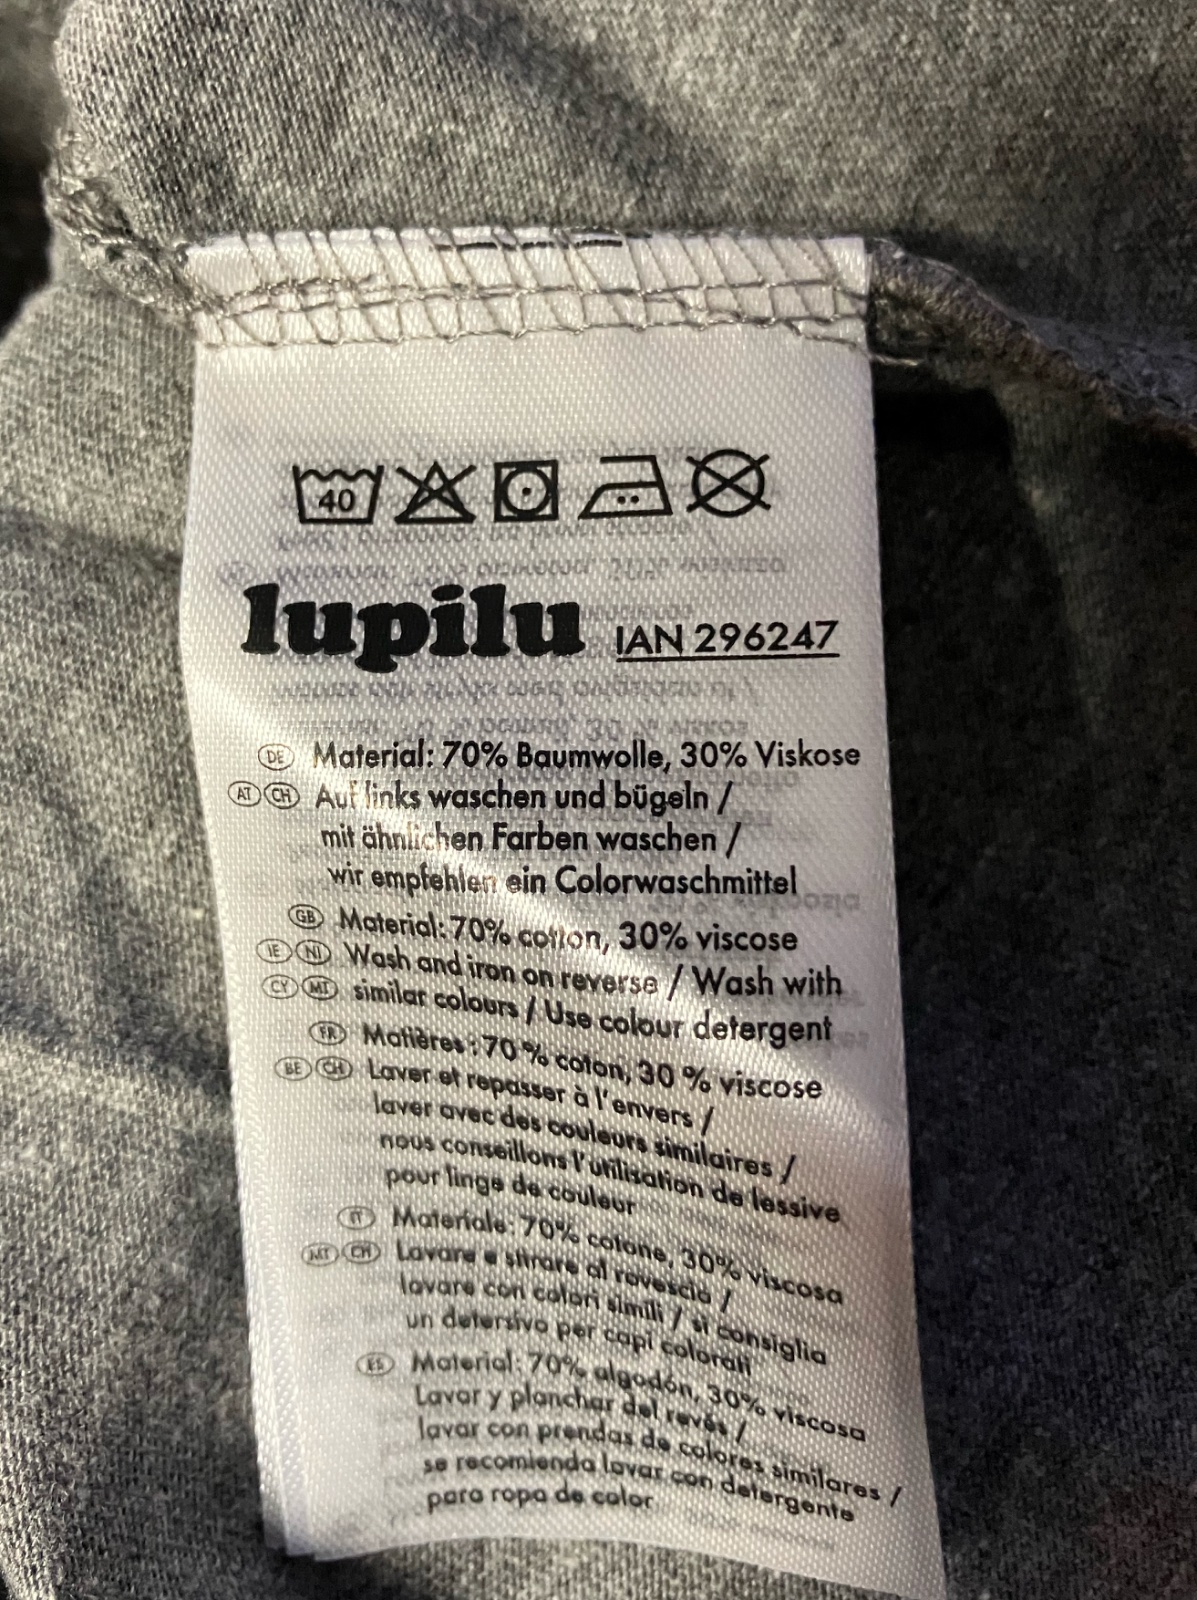 40
lupilu IAN 296247
DE Material: 70% Baumwolle, 30% Viskose
AT CH Auf links waschen und bügeln /
mit ähnlichen Farben waschen /
wir empfehlen ein Colorwaschmittel
GB Material: 70% cotton, 30% viscose
IE NI Wash and iron on reverse / Wash with
CY MT similar colours / Use colour detergent
FR Matières : 70 % coton, 30 % viscose
BE CH Laver et repasser à l'envers /
laver avec des couleurs similaires /
nous conseillons l'utilisation de lessive
pour linge de couleur
IT Materiale: 70% cotone, 30% viscosa
MT CH Lavare e stirare al rovescio /
lavare con colori simili / si consiglia
un detersivo per capi colorati
ES Material: 70% algodón, 30% viscosa
Lavar y planchar del revés /
lavar con prendas de colores similares /
se recomienda lavar con detergente
para ropa de color